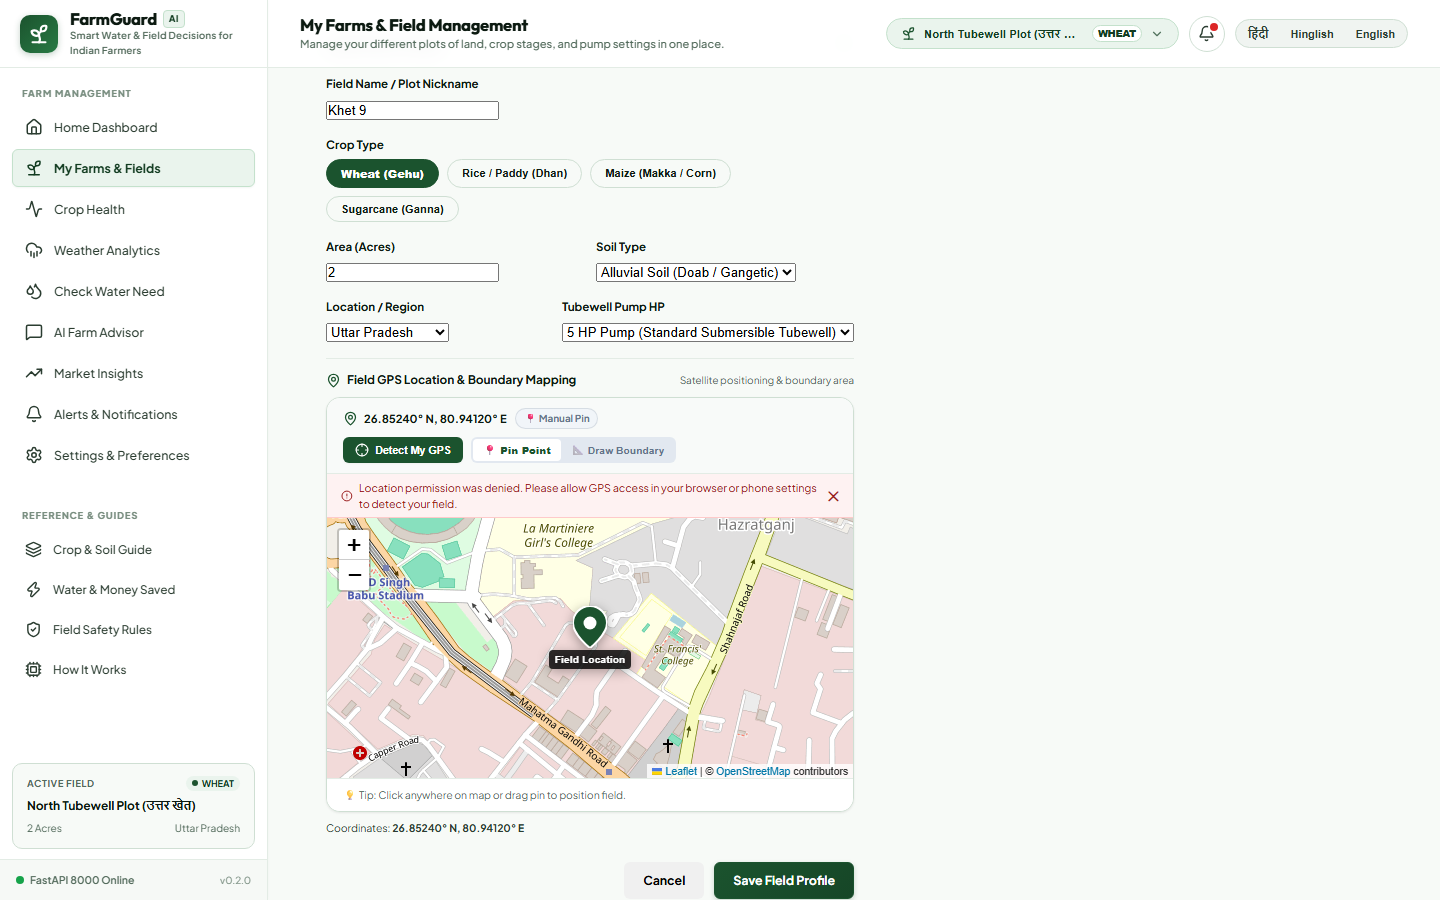 FarmGuard AI
Smart Water & Field Decisions for
Indian Farmers
My Farms & Field Management
Manage your different plots of land, crop stages, and pump settings in one place.
North Tubewell Plot (उत्तर ...
WHEAT
हिंदी
Hinglish
English
FARM MANAGEMENT
Home Dashboard
My Farms & Fields
Crop Health
Weather Analytics
Check Water Need
AI Farm Advisor
Market Insights
Alerts & Notifications
Settings & Preferences
REFERENCE & GUIDES
Crop & Soil Guide
Water & Money Saved
Field Safety Rules
How It Works
ACTIVE FIELD
WHEAT
North Tubewell Plot (उत्तर खेत)
2 Acres
Uttar Pradesh
FastAPI 8000 Online
v0.2.0
Field Name / Plot Nickname
Khet 9
Crop Type
Wheat (Gehu)
Rice / Paddy (Dhan)
Maize (Makka / Corn)
Sugarcane (Ganna)
Area (Acres)
Soil Type
2
Alluvial Soil (Doab / Gangetic)
Location / Region
Tubewell Pump HP
Uttar Pradesh
5 HP Pump (Standard Submersible Tubewell)
Field GPS Location & Boundary Mapping
Satellite positioning & boundary area
26.85240° N, 80.94120° E
Manual Pin
Detect My GPS
Pin Point
Draw Boundary
Location permission was denied. Please allow GPS access in your browser or phone settings
to detect your field.
+
−
La Martiniere
Girl's College
Hazratganj
D Singh
Babu Stadium
Shahnajaf Road
St. Francis'
College
Field Location
Mahatma Gandhi Road
Capper Road
Leaflet | © OpenStreetMap contributors
Tip: Click anywhere on map or drag pin to position field.
Coordinates: 26.85240° N, 80.94120° E
Cancel
Save Field Profile